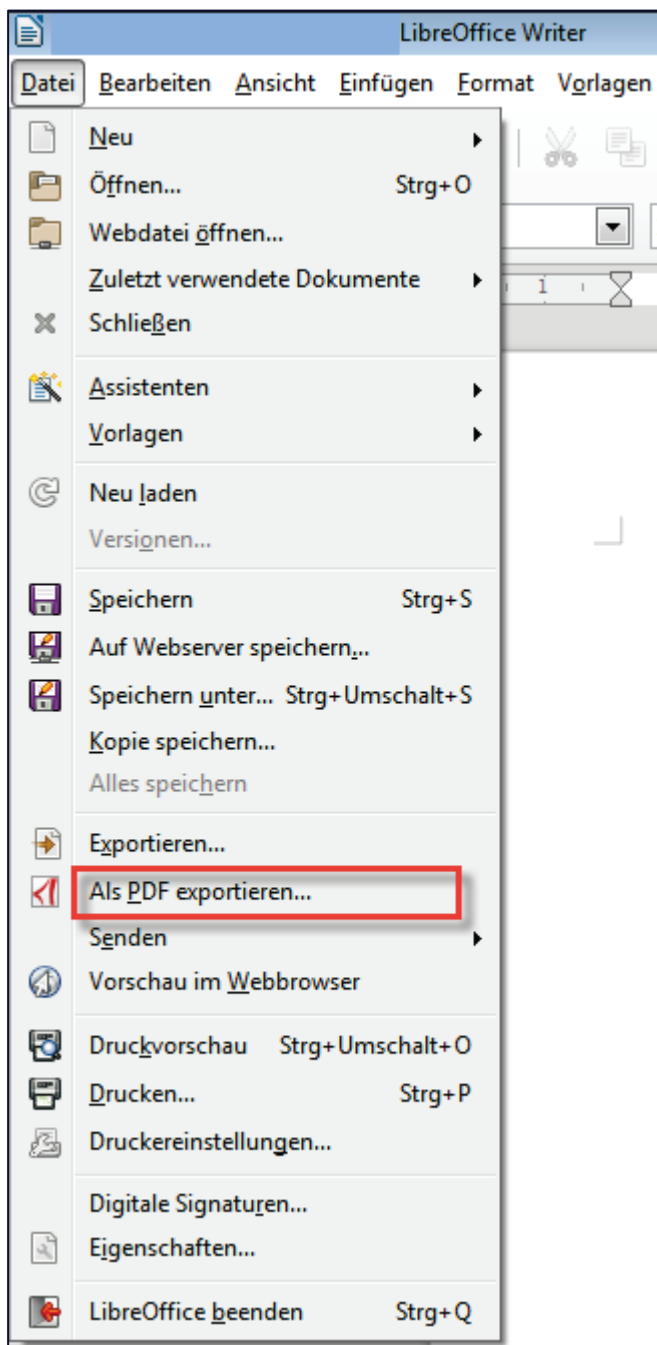 LibreOffice Writer
Datei Bearbeiten Ansicht Einfügen Format Vorlagen
Neu
Öffnen... Strg+O
Webdatei öffnen...
Zuletzt verwendete Dokumente
1
Schließen
Assistenten
Vorlagen
Neu laden
Versionen...
Speichern Strg+S
Auf Webserver speichern...
Speichern unter... Strg+Umschalt+S
Kopie speichern...
Alles speichern
Exportieren...
Als PDF exportieren...
Senden
Vorschau im Webbrowser
Druckvorschau Strg+Umschalt+O
Drucken... Strg+P
Druckereinstellungen...
Digitale Signaturen...
Eigenschaften...
LibreOffice beenden Strg+Q